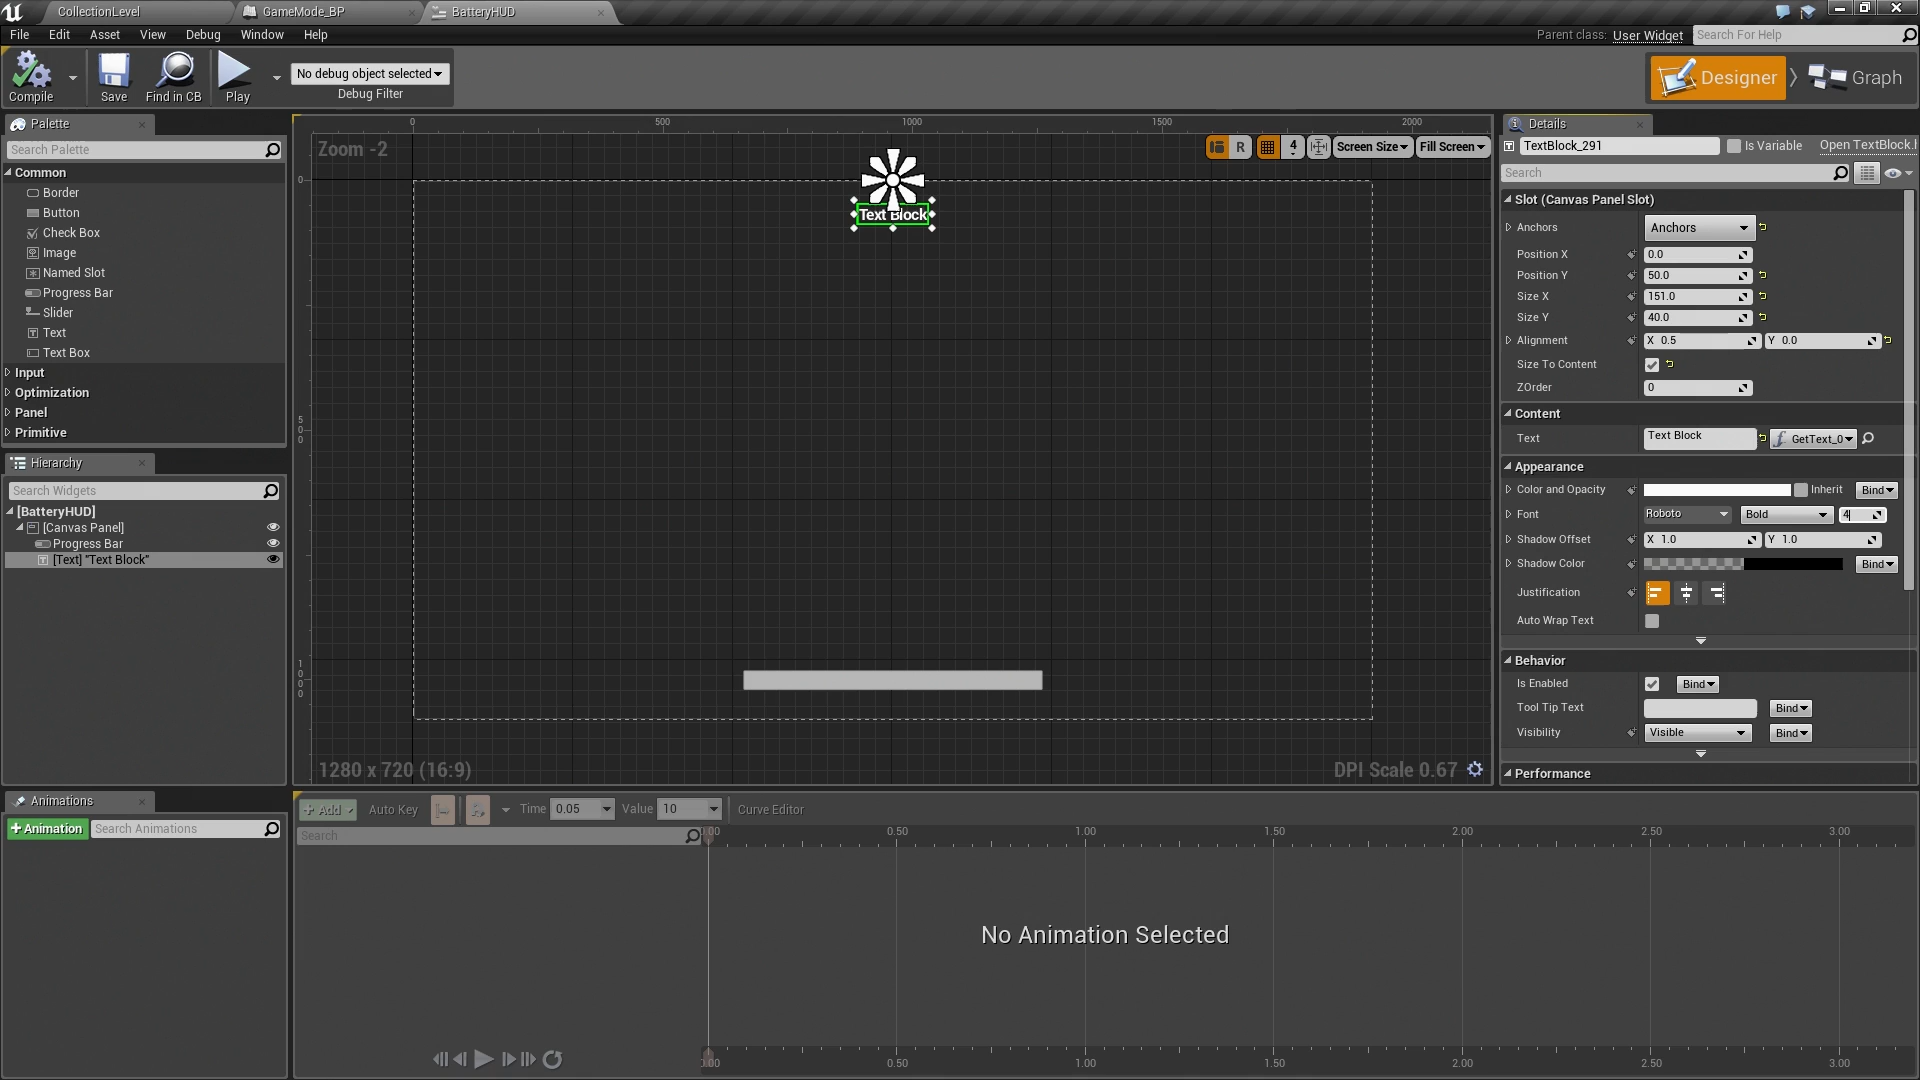 CollectionLevel
GameMode_BP
BatteryHUD
File Edit Asset View Debug Window Help
Parent class: User Widget
Search For Help
Compile
Save
Find in CB
Play
No debug object selected
Debug Filter
Designer
Graph
Palette
Search Palette
Common
Border
Button
Check Box
Image
Named Slot
Progress Bar
Slider
Text
Text Box
Input
Optimization
Panel
Primitive
Hierarchy
Search Widgets
[BatteryHUD]
[Canvas Panel]
Progress Bar
[Text] "Text Block"
0 500 1000 1500 2000
Zoom -2
R
4
Screen Size
Fill Screen
0
Text Block
5
0
0
1
0
0
0
1280 x 720 (16:9)
DPI Scale 0.67
Details
TextBlock_291
Is Variable
Open TextBlock.
Search
Slot (Canvas Panel Slot)
Anchors Anchors
Position X 0.0
Position Y 50.0
Size X 151.0
Size Y 40.0
Alignment X 0.5 Y 0.0
Size To Content
ZOrder 0
Content
Text Text Block GetText_0
Appearance
Color and Opacity Inherit Bind
Font Roboto Bold 4
Shadow Offset X 1.0 Y 1.0
Shadow Color Bind
Justification
Auto Wrap Text
Behavior
Is Enabled Bind
Tool Tip Text Bind
Visibility Visible Bind
Performance
Animations
+ Animation
Search Animations
+ Add Auto Key Time 0.05 Value 10 Curve Editor
Search
0.00 0.50 1.00 1.50 2.00 2.50 3.00
No Animation Selected
0.00 0.50 1.00 1.50 2.00 2.50 3.00